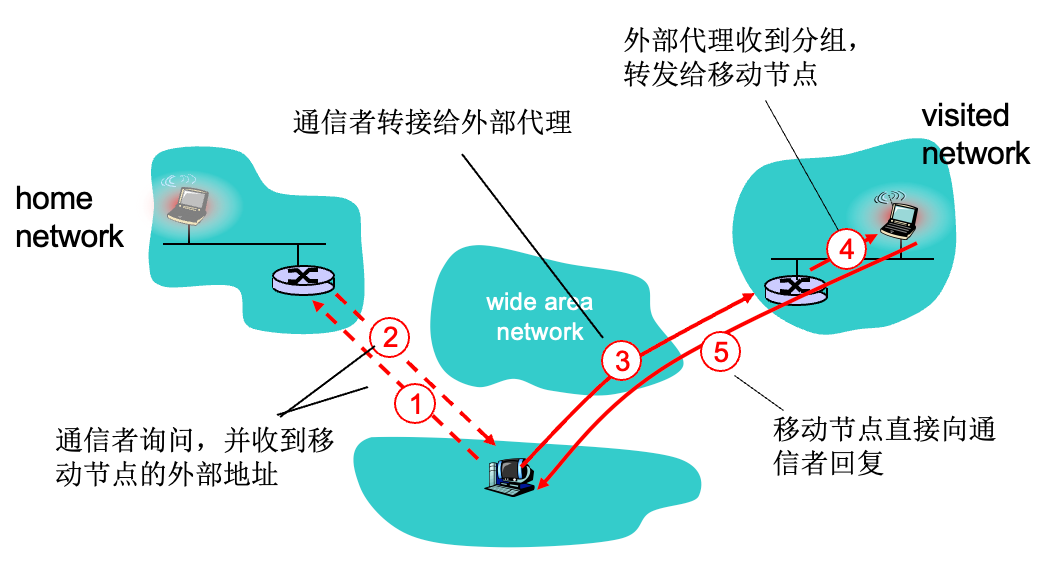 外部代理收到分组，
转发给移动节点
通信者转接给外部代理
visited
network
home
network
wide area
network
4
2
3
5
1
通信者询问，并收到移
动节点的外部地址
移动节点直接向通
信者回复